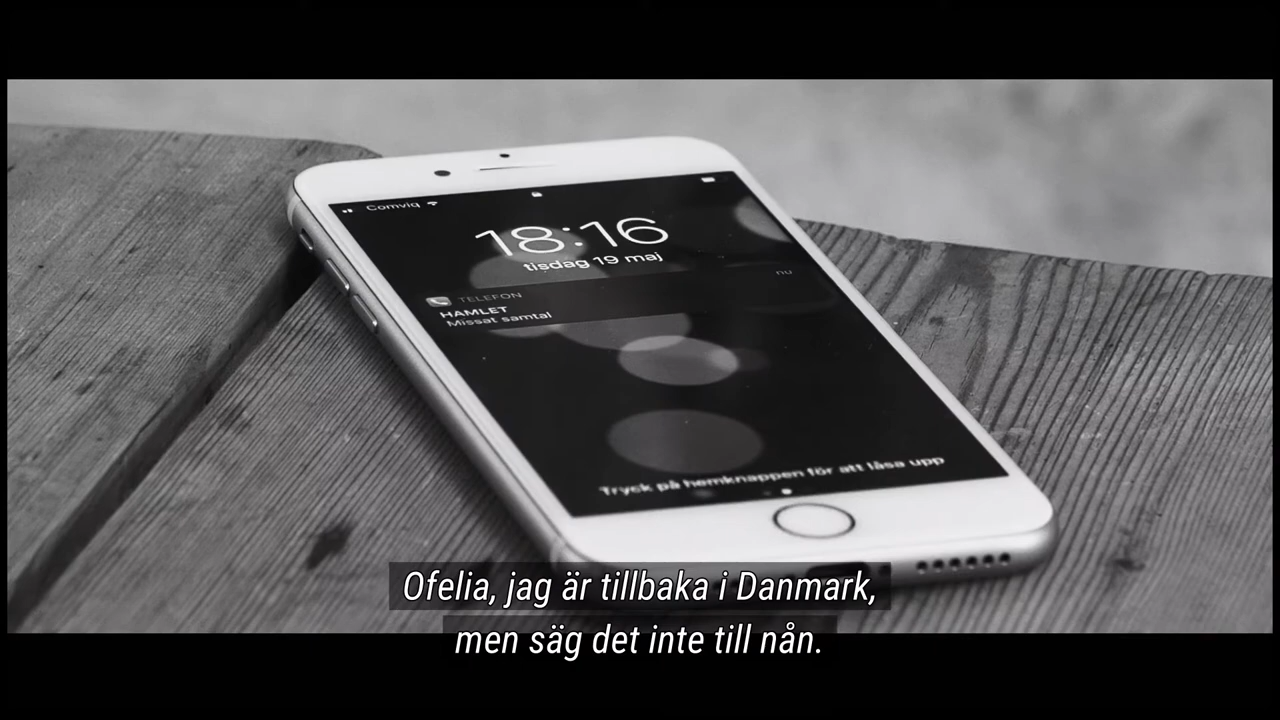 Comviq
18:16
tisdag 19 maj
TELEFON
nu
HAMLET
Missat samtal
Tryck på hemknappen för att låsa upp
Ofelia, jag är tillbaka i Danmark,
men säg det inte till nån.